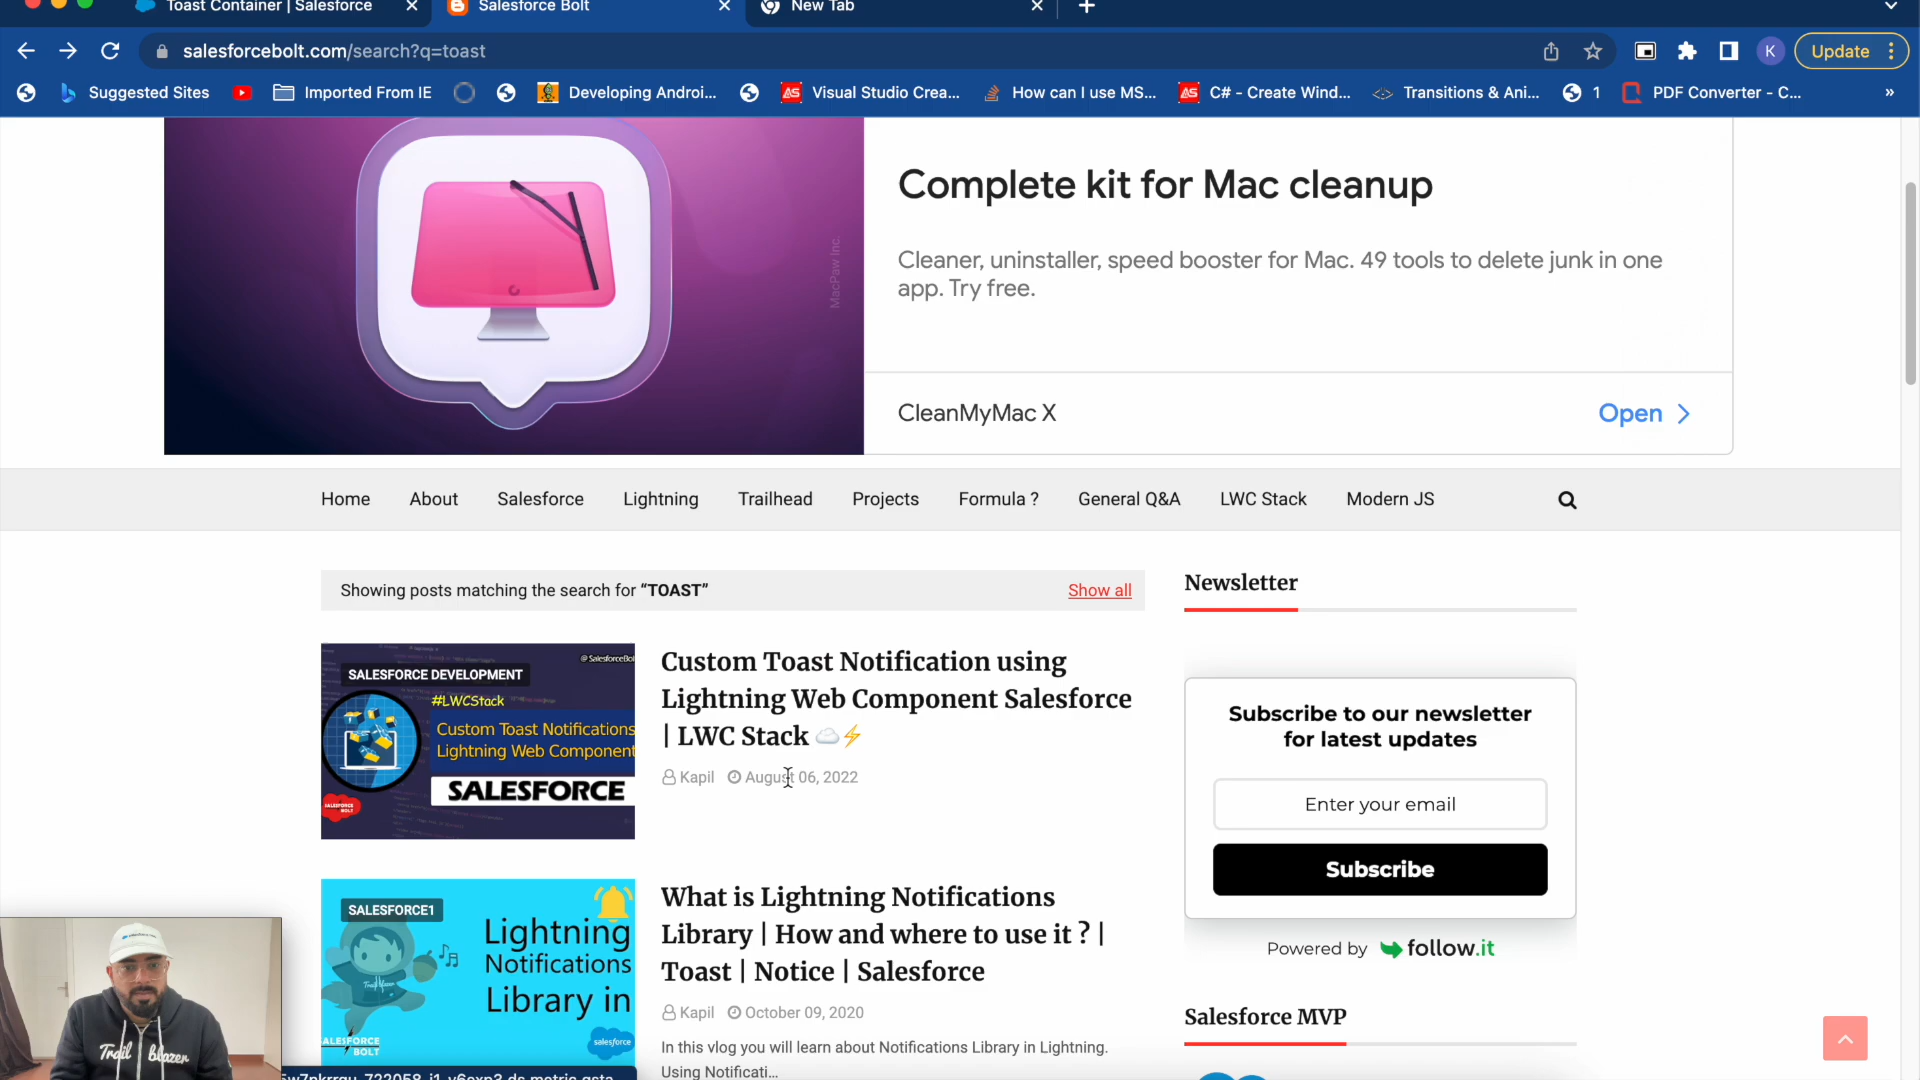 Toast Container | Salesforce
Salesforce Bolt
New Tab
salesforcebolt.com/search?q=toast
K
Update
Suggested Sites
Imported From IE
Developing Androi...
Visual Studio Crea...
How can I use MS...
C# - Create Wind...
Transitions & Ani...
1
PDF Converter - C...
»
MacPaw Inc.
Complete kit for Mac cleanup
Cleaner, uninstaller, speed booster for Mac. 49 tools to delete junk in one
app. Try free.
CleanMyMac X
Open
Home
About
Salesforce
Lightning
Trailhead
Projects
Formula ?
General Q&A
LWC Stack
Modern JS
Showing posts matching the search for “TOAST”
Show all
@SalesforceBol
SALESFORCE DEVELOPMENT
#LWCStack
Custom Toast Notifications
Lightning Web Component
SALESFORCE
Custom Toast Notification using
Lightning Web Component Salesforce
| LWC Stack ☁️⚡
Kapil
August 06, 2022
SALESFORCE1
Lightning
Notifications
Library in
SALESFORCE
BOLT
salesforce
What is Lightning Notifications
Library | How and where to use it ? |
Toast | Notice | Salesforce
Kapil
October 09, 2020
In this vlog you will learn about Notifications Library in Lightning.
Using Notificati...
Newsletter
Subscribe to our newsletter
for latest updates
Enter your email
Subscribe
Powered by follow.it
Salesforce MVP
Trail blazer